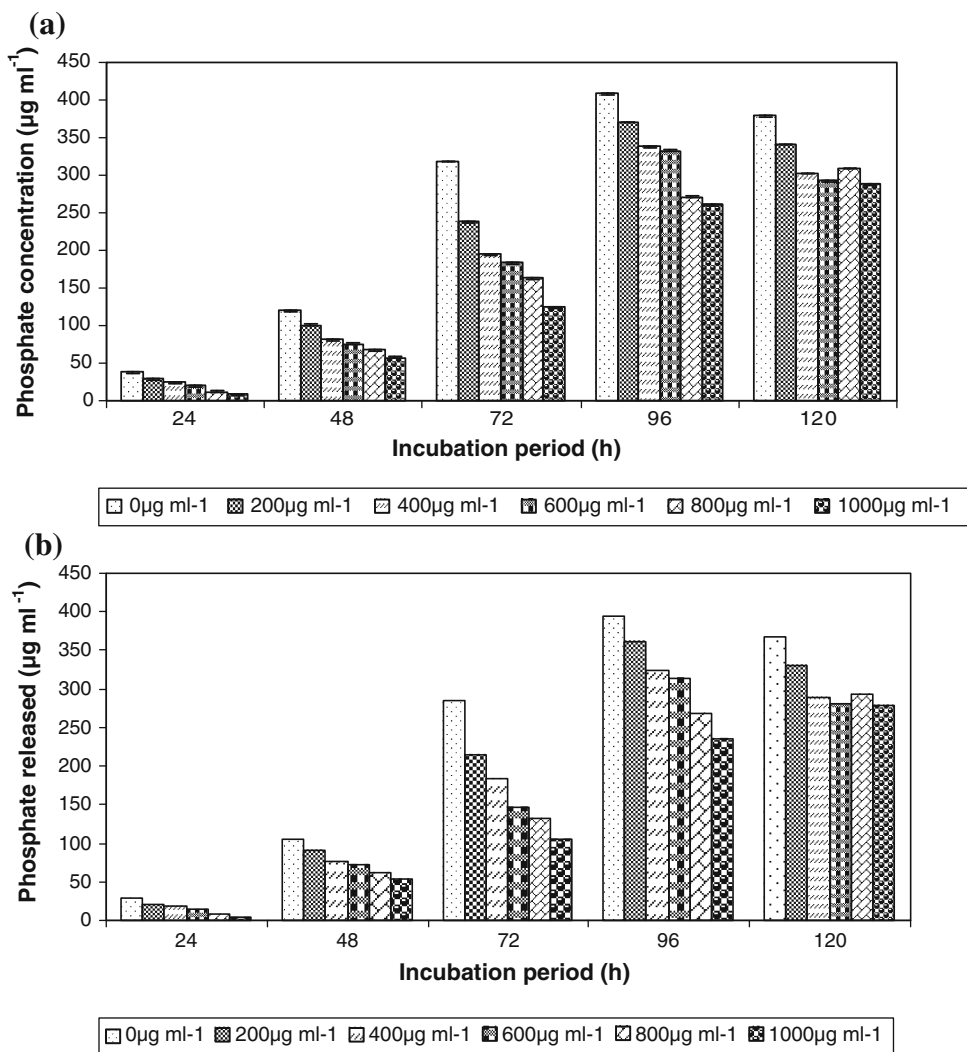 (a)
Phosphate concentration (µg ml⁻¹)
450
400
350
300
250
200
150
100
50
0
24 48 72 96 120
Incubation period (h)
0µg ml-1 200µg ml-1 400µg ml-1 600µg ml-1 800µg ml-1 1000µg ml-1
(b)
Phosphate released (µg ml⁻¹)
450
400
350
300
250
200
150
100
50
0
24 48 72 96 120
Incubation period (h)
0µg ml-1 200µg ml-1 400µg ml-1 600µg ml-1 800µg ml-1 1000µg ml-1